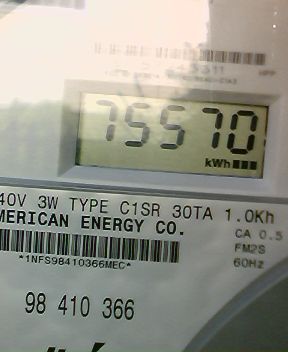 75570
kWh
40V 3W TYPE C1SR 30TA 1.0Kh
MERICAN ENERGY CO.
CA 0.5
*1NFS98410366MEC*
FM2S
60Hz
98 410 366